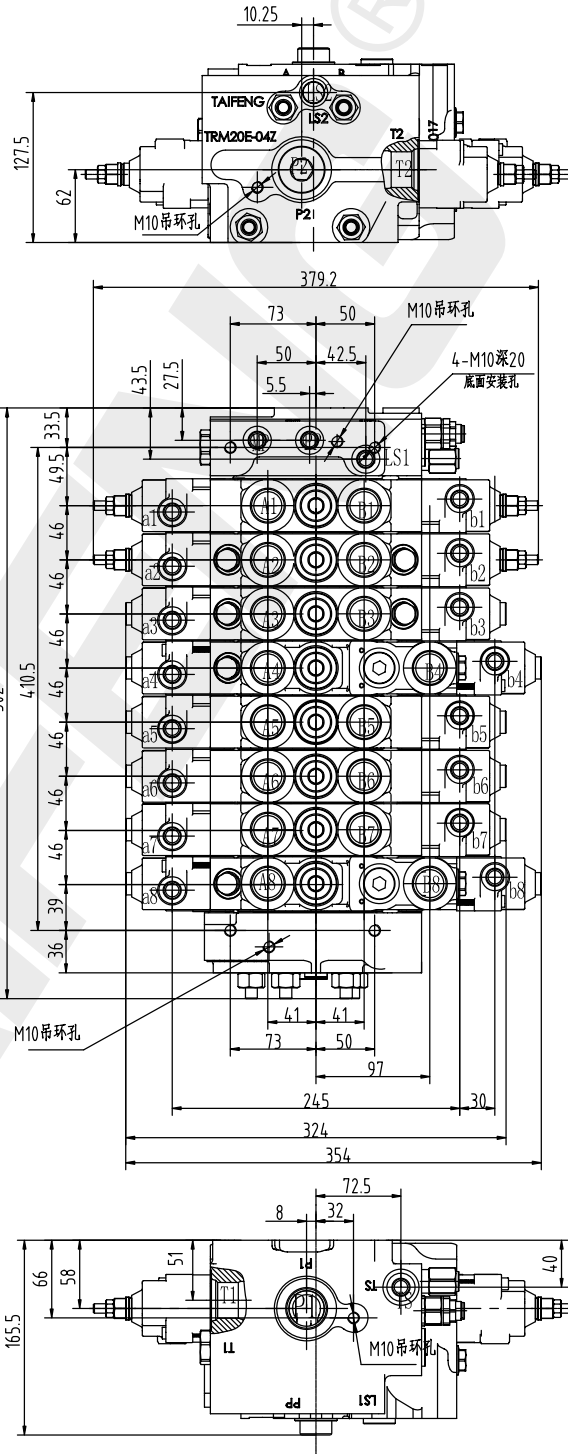 10.25
A B
LS2
TAIFENG
LS2
T2
TRM20E-04Z
P2
T2
P2
M10吊环孔
127.5
62
379.2
73
50
M10吊环孔
50
42.5
4-M10深20
底面安装孔
5.5
43.5
27.5
33.5
49.5
46
46
46
46
46
46
46
39
36
410.5
LS1
a1 A1 B1 b1
a2 A2 B2 b2
a3 A3 B3 b3
a4 A4 B4 b4
a5 A5 B5 b5
a6 A6 B6 b6
a7 A7 B7 b7
a8 A8 B8 b8
M10吊环孔
41
41
73
50
97
245
30
324
354
72.5
8
32
51
58
66
165.5
40
P1
TS
T1
P1
TS
T1
M10吊环孔
PP
LS1